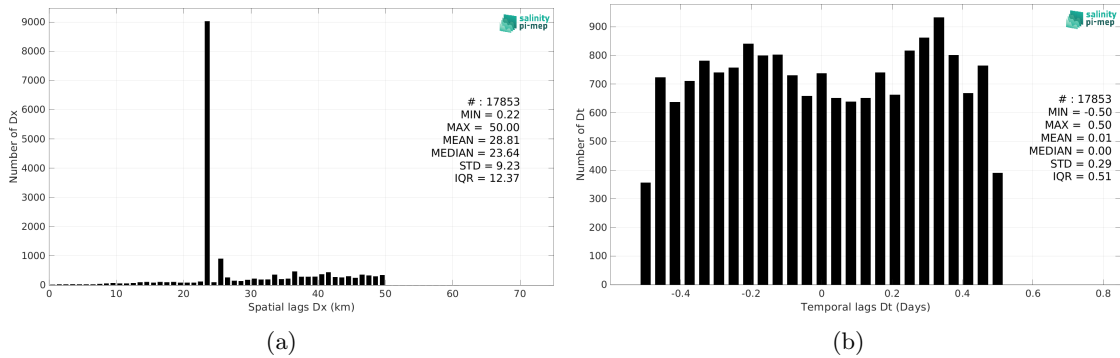 9000
8000
7000
6000
5000
4000
3000
2000
1000
0
Number of Dx
0 10 20 30 40 50 60 70
Spatial lags Dx (km)
salinity
pi-mep
# : 17853
MIN = 0.22
MAX = 50.00
MEAN = 28.81
MEDIAN = 23.64
STD = 9.23
IQR = 12.37
(a)
900
800
700
600
500
400
300
200
100
0
Number of Dt
-0.4 -0.2 0 0.2 0.4 0.6 0.8
Temporal lags Dt (Days)
salinity
pi-mep
# : 17853
MIN = -0.50
MAX = 0.50
MEAN = 0.01
MEDIAN = 0.00
STD = 0.29
IQR = 0.51
(b)